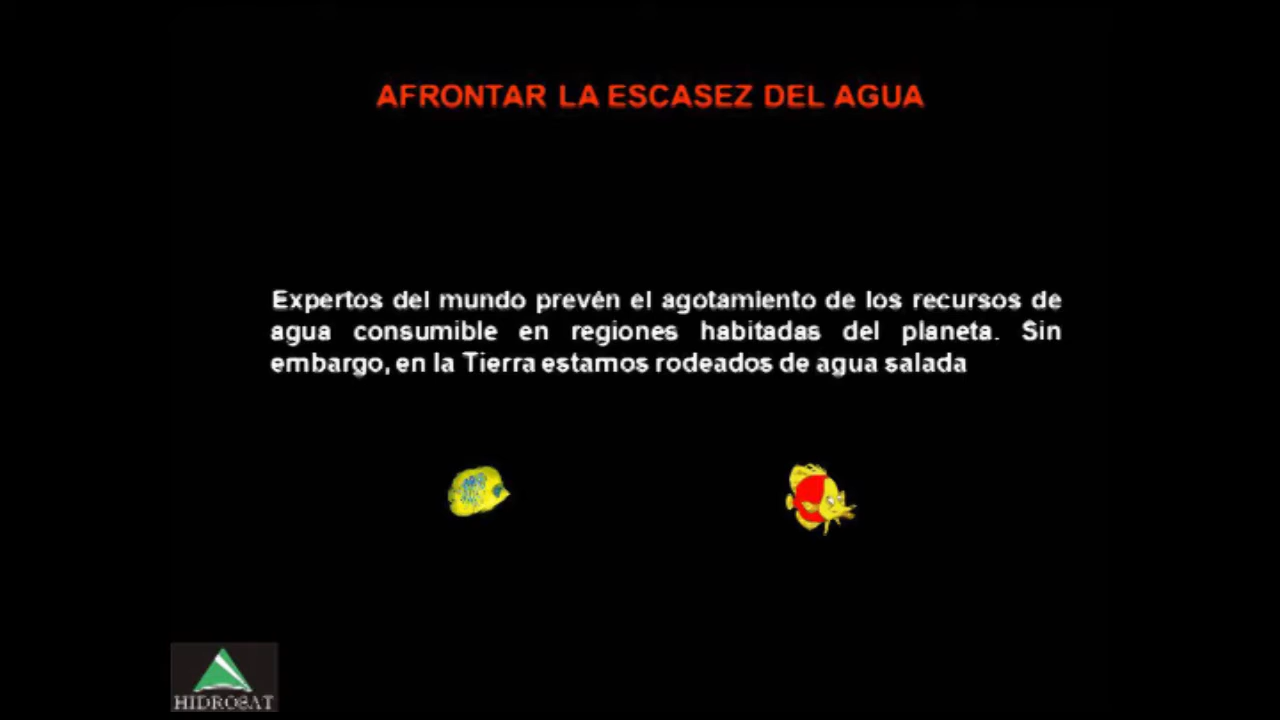 AFRONTAR LA ESCASEZ DEL AGUA
Expertos del mundo prevén el agotamiento de los recursos de
agua consumible en regiones habitadas del planeta. Sin
embargo, en la Tierra estamos rodeados de agua salada
HIDROSAT